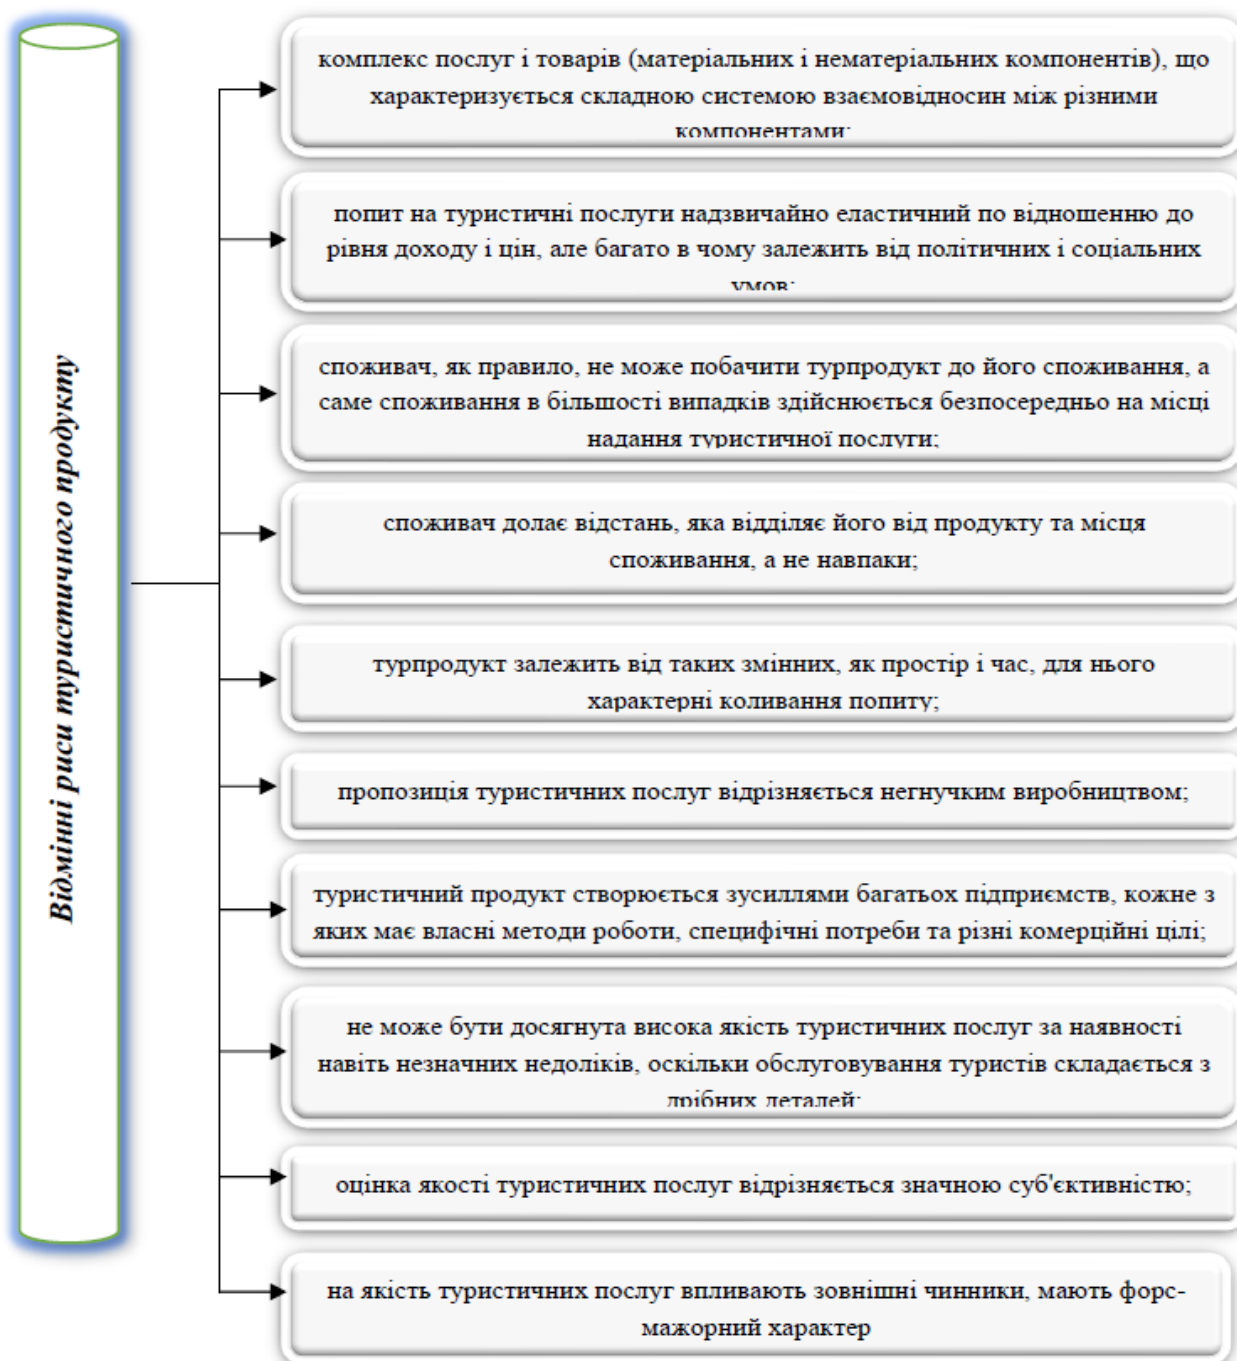 Відмінні риси туристичного продукту
комплекс послуг і товарів (матеріальних і нематеріальних компонентів), що
характеризується складною системою взаємовідносин між різними
компонентами;
попит на туристичні послуги надзвичайно еластичний по відношенню до
рівня доходу і цін, але багато в чому залежить від політичних і соціальних
умов;
споживач, як правило, не може побачити турпродукт до його споживання, а
саме споживання в більшості випадків здійснюється безпосередньо на місці
надання туристичної послуги;
споживач долає відстань, яка відділяє його від продукту та місця
споживання, а не навпаки;
турпродукт залежить від таких змінних, як простір і час, для нього
характерні коливання попиту;
пропозиція туристичних послуг відрізняється негнучким виробництвом;
туристичний продукт створюється зусиллями багатьох підприємств, кожне з
яких має власні методи роботи, специфічні потреби та різні комерційні цілі;
не може бути досягнута висока якість туристичних послуг за наявності
навіть незначних недоліків, оскільки обслуговування туристів складається з
дрібних деталей;
оцінка якості туристичних послуг відрізняється значною суб'єктивністю;
на якість туристичних послуг впливають зовнішні чинники, мають форс-
мажорний характер